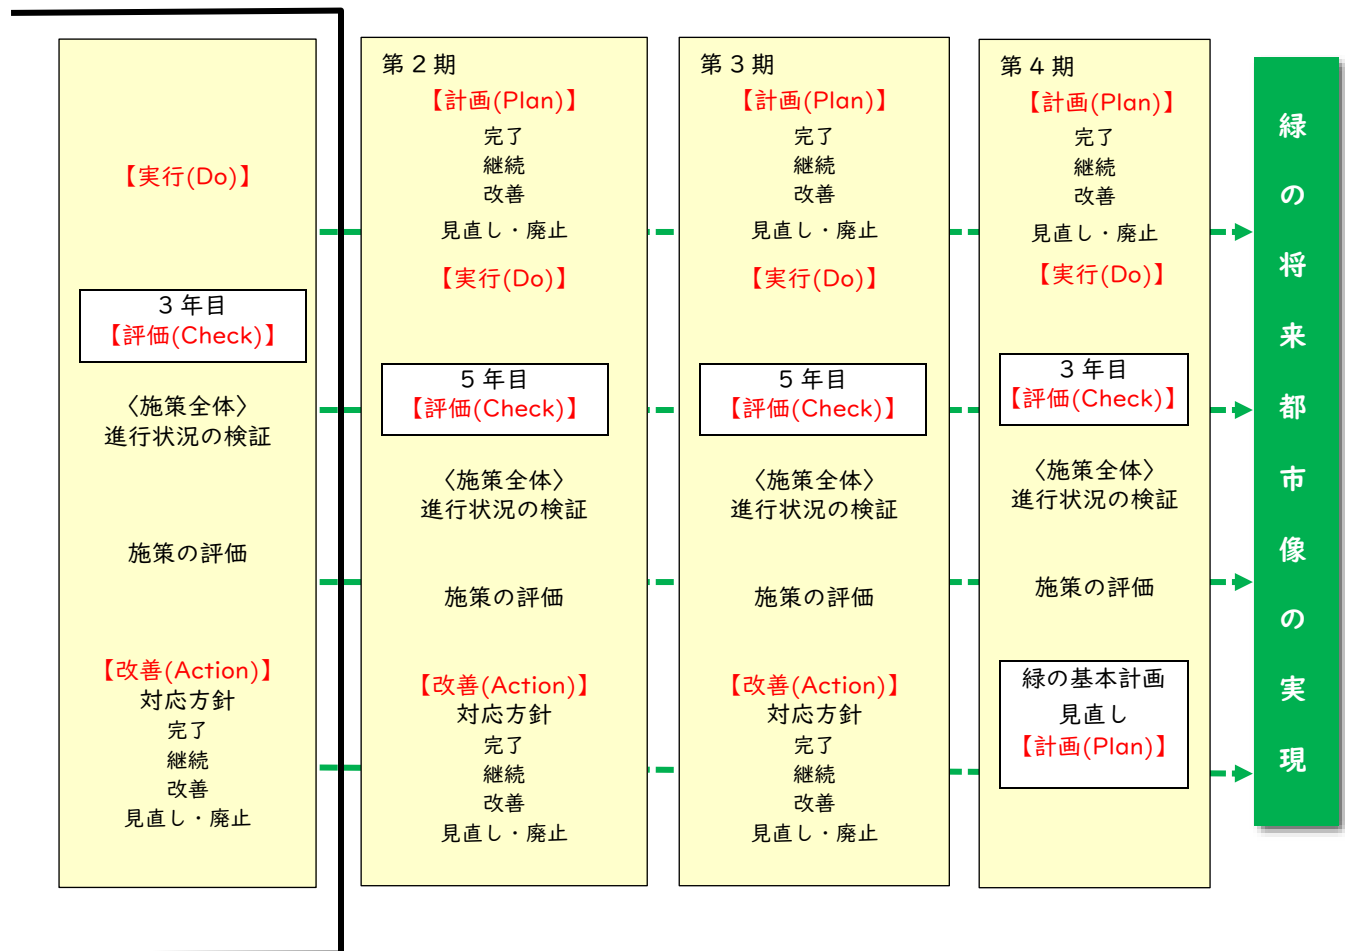 【実行(Do)】
3年目
【評価(Check)】
〈施策全体〉
進行状況の検証
施策の評価
【改善(Action)】
対応方針
完了
継続
改善
見直し・廃止
第2期
【計画(Plan)】
完了
継続
改善
見直し・廃止
【実行(Do)】
5年目
【評価(Check)】
〈施策全体〉
進行状況の検証
施策の評価
【改善(Action)】
対応方針
完了
継続
改善
見直し・廃止
第3期
【計画(Plan)】
完了
継続
改善
見直し・廃止
【実行(Do)】
5年目
【評価(Check)】
〈施策全体〉
進行状況の検証
施策の評価
【改善(Action)】
対応方針
完了
継続
改善
見直し・廃止
第4期
【計画(Plan)】
完了
継続
改善
見直し・廃止
【実行(Do)】
3年目
【評価(Check)】
〈施策全体〉
進行状況の検証
施策の評価
緑の基本計画
見直し
【計画(Plan)】
緑の将来都市像の実現